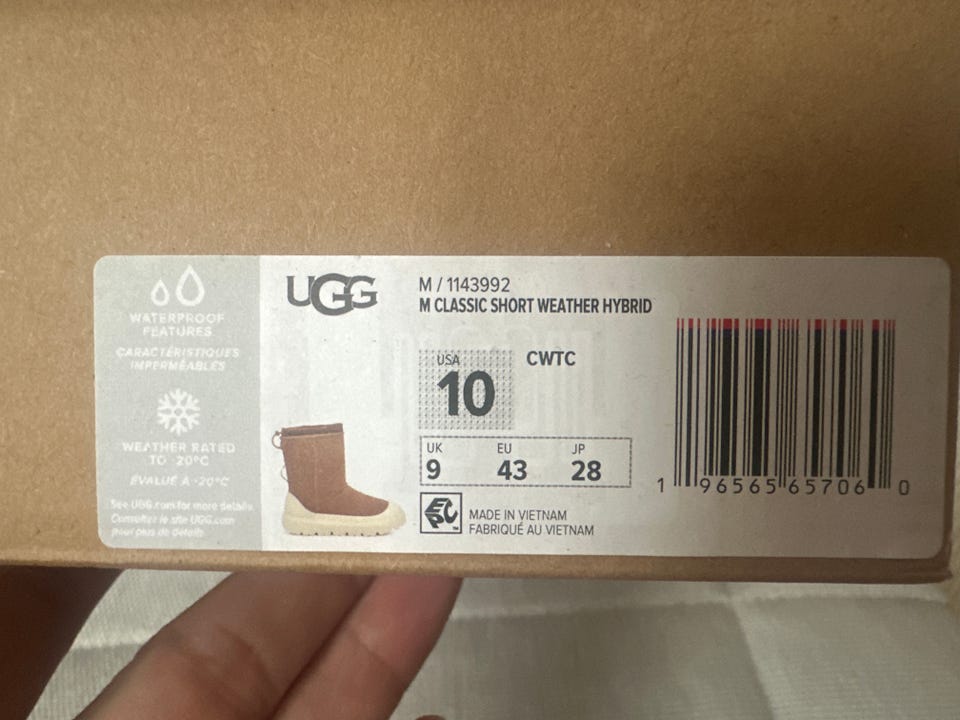 WATERPROOF
FEATURES
CARACTÉRISTIQUES
IMPERMÉABLES
WEATHER RATED
TO -20°C
ÉVALUÉ À -20°C
See UGG.com for more details.
Consultez le site UGG.com
pour plus de détails.
UGG
M / 1143992
M CLASSIC SHORT WEATHER HYBRID
USA
10
CWTC
UK EU JP
9 43 28
MADE IN VIETNAM
FABRIQUÉ AU VIETNAM
1 96565 65706 0